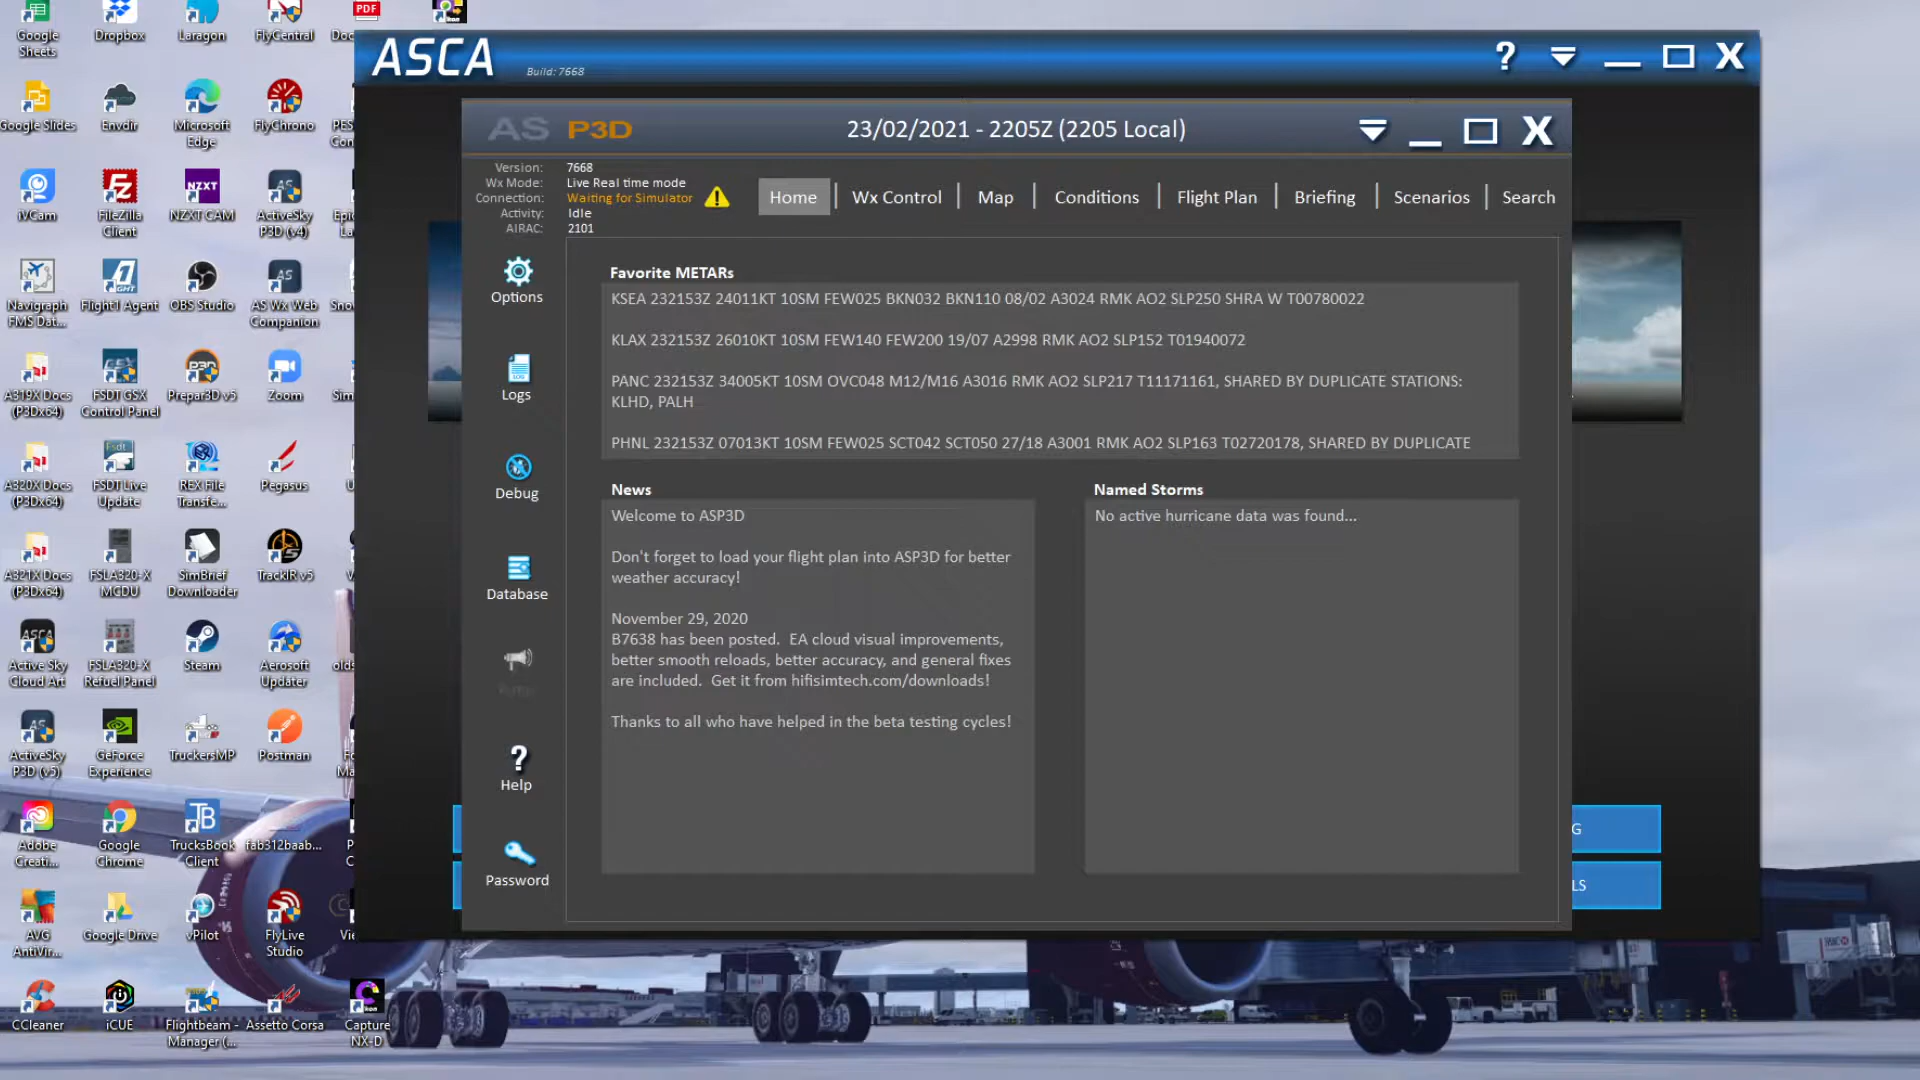 Google
Sheets
Dropbox
Laragon
FlyCentral
PDF
ASCA
Build: 7668
?
X
AS P3D
23/02/2021 - 2205Z (2205 Local)
X
Version: 7668
Wx Mode: Live Real time mode
Connection: Waiting for Simulator
Activity: Idle
AIRAC: 2101
Home
Wx Control
Map
Conditions
Flight Plan
Briefing
Scenarios
Search
Options
Logs
Debug
Database
Help
Password
Favorite METARs
KSEA 232153Z 24011KT 10SM FEW025 BKN032 BKN110 08/02 A3024 RMK AO2 SLP250 SHRA W T00780022
KLAX 232153Z 26010KT 10SM FEW140 FEW200 19/07 A2998 RMK AO2 SLP152 T01940072
PANC 232153Z 34005KT 10SM OVC048 M12/M16 A3016 RMK AO2 SLP217 T11171161, SHARED BY DUPLICATE STATIONS:
KLHD, PALH
PHNL 232153Z 07013KT 10SM FEW025 SCT042 SCT050 27/18 A3001 RMK AO2 SLP163 T02720178, SHARED BY DUPLICATE
News
Welcome to ASP3D
Don't forget to load your flight plan into ASP3D for better
weather accuracy!
November 29, 2020
B7638 has been posted. EA cloud visual improvements,
better smooth reloads, better accuracy, and general fixes
are included. Get it from hifisimtech.com/downloads!
Thanks to all who have helped in the beta testing cycles!
Named Storms
No active hurricane data was found...
G
LS
Google Slides
Envdir
Microsoft
Edge
FlyChrono
iVCam
FileZilla
Client
NZXT CAM
ActiveSky
P3D (v4)
Navigraph
FMS Dat...
Flight1 Agent
OBS Studio
AS Wx Web
Companion
A319X Docs
(P3Dx64)
FSDT GSX
Control Panel
Prepar3D v5
Zoom
A320X Docs
(P3Dx64)
FSDT Live
Update
REX File
Transfe...
Pegasus
A321X Docs
(P3Dx64)
FSLA320-X
MCDU
SimBrief
Downloader
TrackIR v5
Active Sky
Cloud Art
FSLA320-X
Refuel Panel
Steam
Aerosoft
Updater
ActiveSky
P3D (v5)
GeForce
Experience
TruckersMP
Postman
Adobe
Creati...
Google
Chrome
TrucksBook
Client
fab312baab...
AVG
AntiVir...
Google Drive
vPilot
FlyLive
Studio
CCleaner
iCUE
Flightbeam -
Manager (...
Assetto Corsa
Capture
NX-D